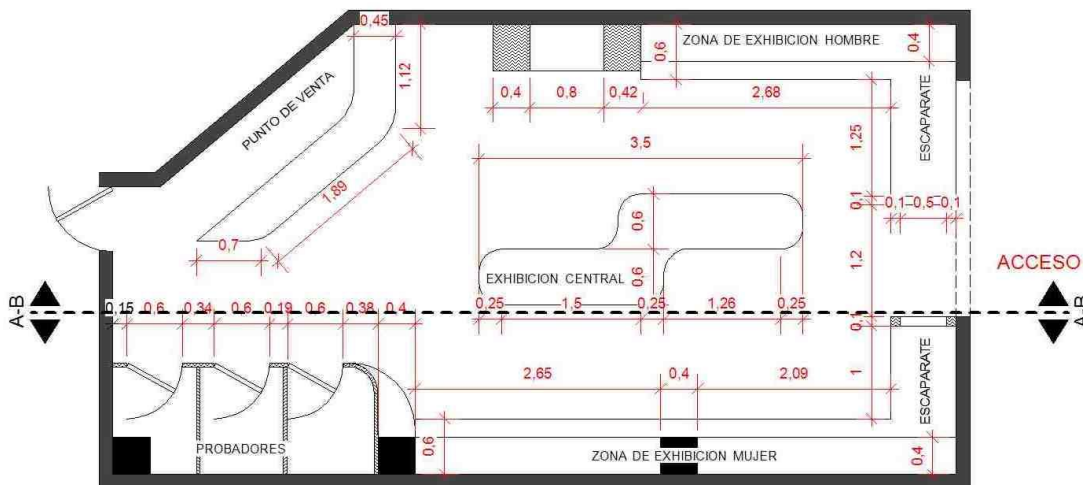 0,45
ZONA DE EXHIBICION HOMBRE
0,4
0,6
1,12
PUNTO DE VENTA
0,4 0,8 0,42 2,68
ESCAPARATE
1,25
3,5
1,89
0,1 0,1 0,5 0,1
0,6
0,7
1,2
ACCESO
EXHIBICION CENTRAL
0,6
A-B
0,15 0,6 0,34 0,6 0,19 0,6 0,38 0,4
0,25 1,5 0,25 1,26 0,25
0,1
A-B
2,65 0,4 2,09
1
ESCAPARATE
PROBADORES
0,6
ZONA DE EXHIBICION MUJER
0,4